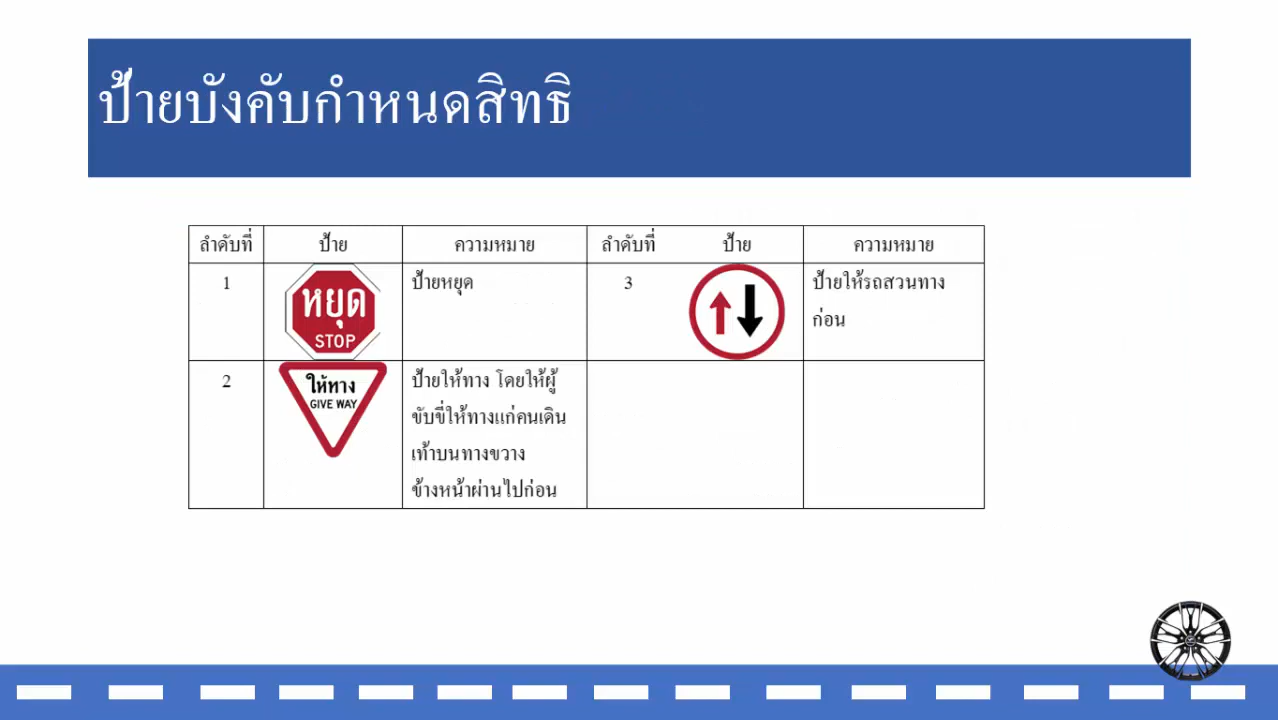 ป้ายบังคับกำหนดสิทธิ
ลำดับที่ ป้าย ความหมาย ลำดับที่ ป้าย ความหมาย
1 หยุด STOP ป้ายหยุด 3 ป้ายให้รถสวนทาง
ก่อน
2 ให้ทาง GIVE WAY ป้ายให้ทาง โดยให้ผู้
ขับขี่ให้ทางแก่คนเดิน
เท้าบนทางขวาง
ข้างหน้าผ่านไปก่อน